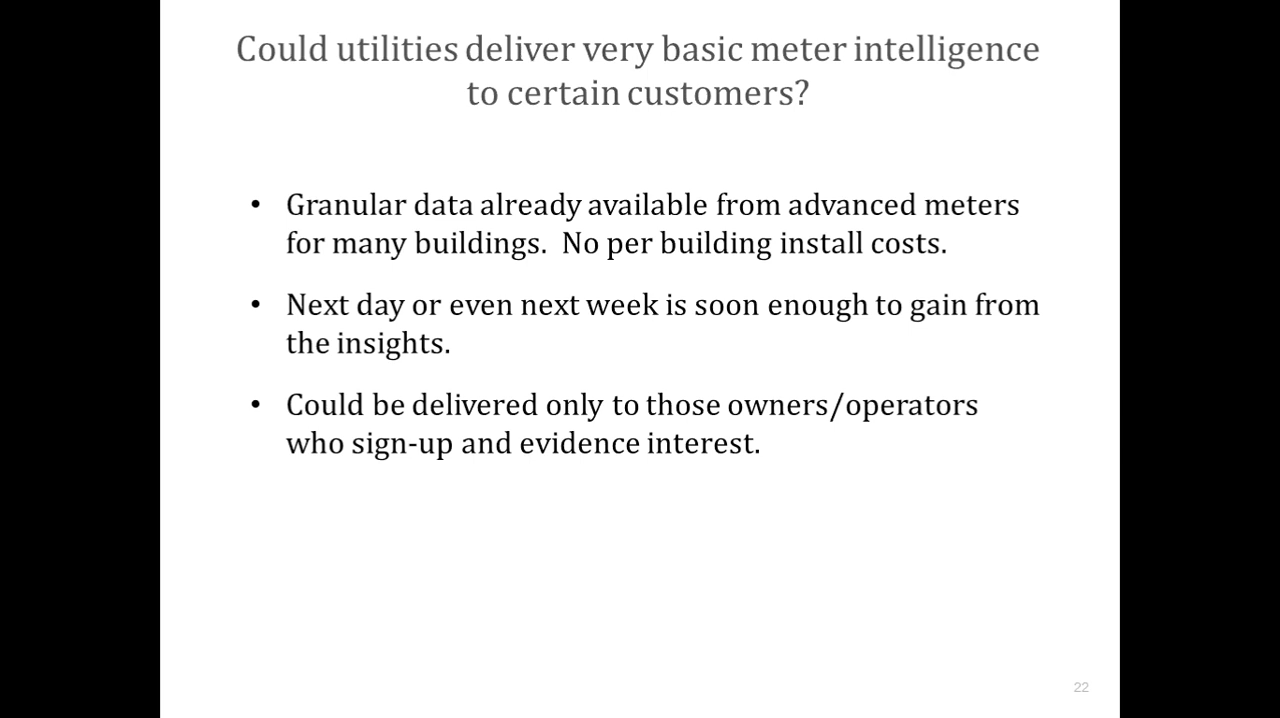 Could utilities deliver very basic meter intelligence
to certain customers?
• Granular data already available from advanced meters
for many buildings.  No per building install costs.
• Next day or even next week is soon enough to gain from
the insights.
• Could be delivered only to those owners/operators
who sign-up and evidence interest.
22